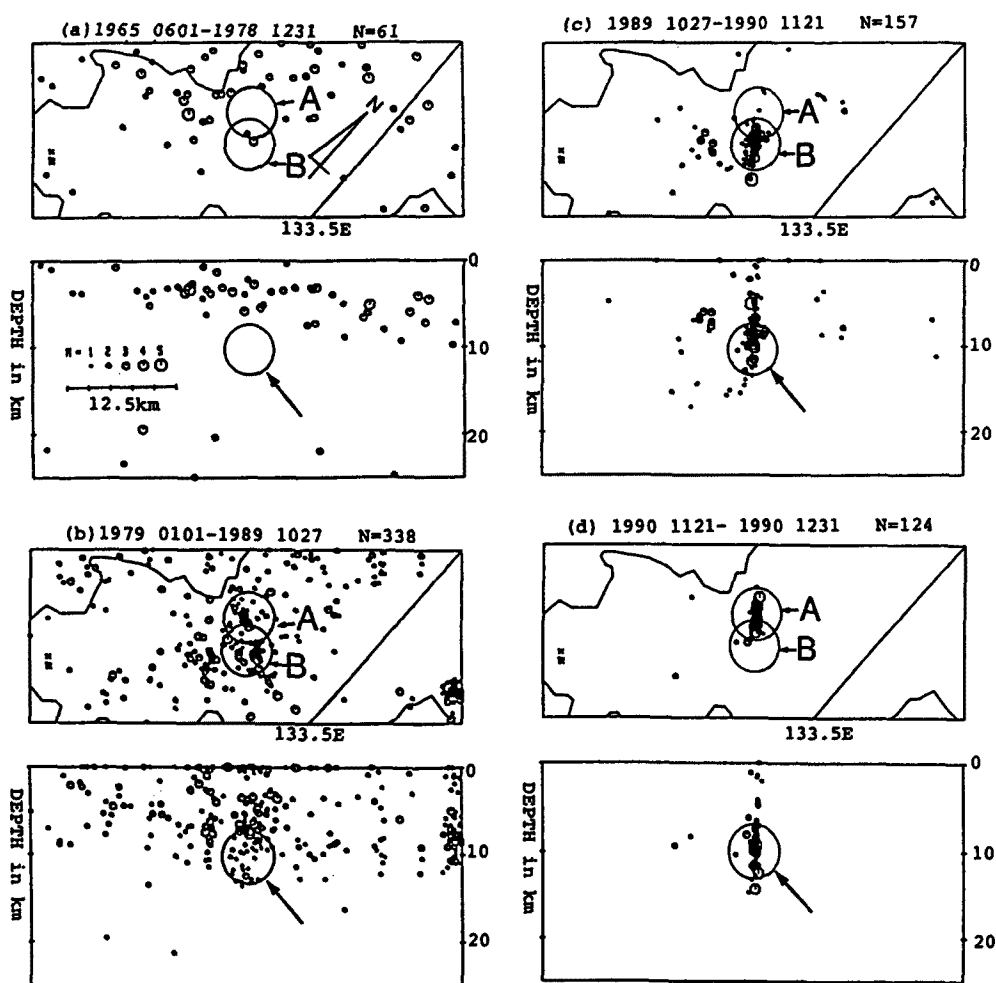 (a) 1965 0601-1978 1231 N=61
A
B
N
133.5E
0
10
20
DEPTH in km
M= 1 2 3 4 5
12.5km
(b) 1979 0101-1989 1027 N=338
A
B
133.5E
0
10
20
DEPTH in km
(c) 1989 1027-1990 1121 N=157
A
B
133.5E
0
10
20
DEPTH in km
(d) 1990 1121- 1990 1231 N=124
A
B
133.5E
0
10
20
DEPTH in km